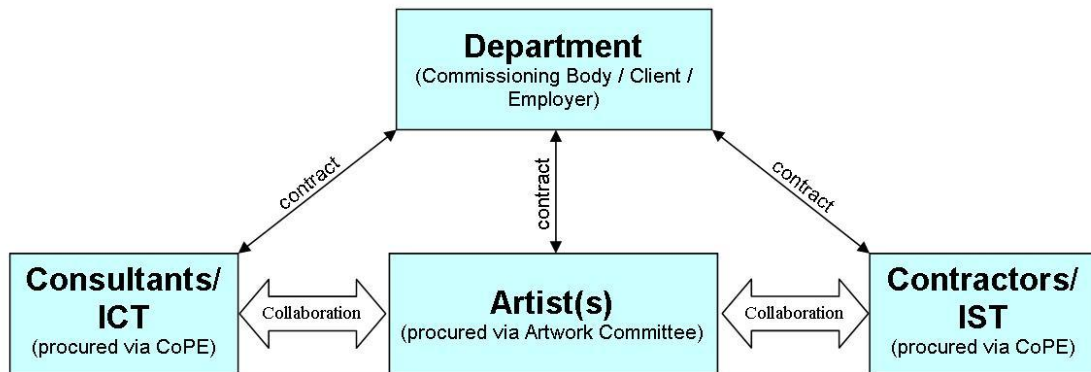 Department
(Commissioning Body / Client /
Employer)
contract
contract
contract
Consultants/
ICT
(procured via CoPE)
Collaboration
Artist(s)
(procured via Artwork Committee)
Collaboration
Contractors/
IST
(procured via CoPE)